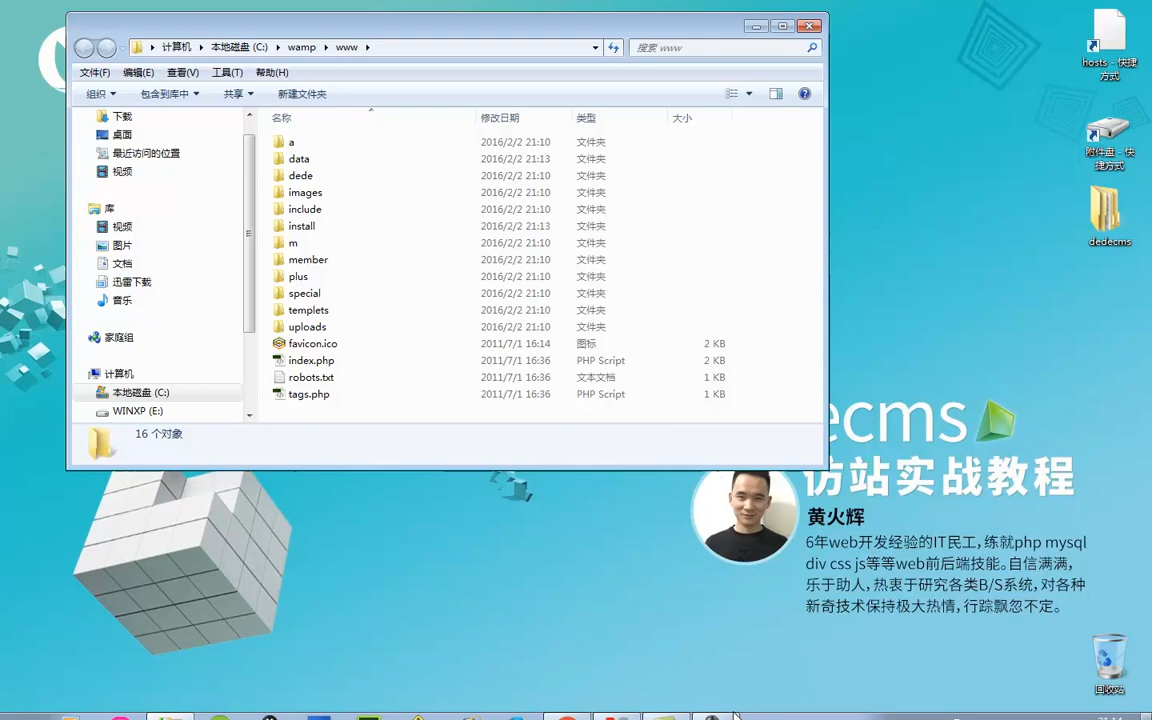 计算机 本地磁盘 (C:) wamp www
搜索 www
文件(F) 编辑(E) 查看(V) 工具(T) 帮助(H)
组织 包含到库中 共享 新建文件夹
名称 修改日期 类型 大小
下载
桌面
最近访问的位置
视频
库
视频
图片
文档
迅雷下载
音乐
家庭组
计算机
本地磁盘 (C:)
WINXP (E:)
a 2016/2/2 21:10 文件夹
data 2016/2/2 21:13 文件夹
dede 2016/2/2 21:10 文件夹
images 2016/2/2 21:10 文件夹
include 2016/2/2 21:10 文件夹
install 2016/2/2 21:13 文件夹
m 2016/2/2 21:10 文件夹
member 2016/2/2 21:10 文件夹
plus 2016/2/2 21:10 文件夹
special 2016/2/2 21:10 文件夹
templets 2016/2/2 21:10 文件夹
uploads 2016/2/2 21:10 文件夹
favicon.ico 2011/7/1 16:14 图标 2 KB
index.php 2011/7/1 16:36 PHP Script 2 KB
robots.txt 2011/7/1 16:36 文本文档 1 KB
tags.php 2011/7/1 16:36 PHP Script 1 KB
16 个对象
hosts - 快捷
方式
附件盘 - 快
捷方式
dedecms
ecms
仿站实战教程
黄火辉
6年web开发经验的IT民工，练就php mysql
div css js等等web前后端技能。自信满满，
乐于助人，热衷于研究各类B/S系统，对各种
新奇技术保持极大热情，行踪飘忽不定。
回收站